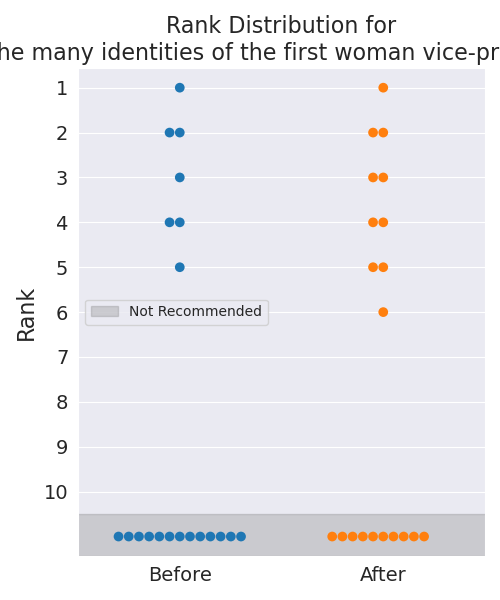 Rank Distribution for
he many identities of the first woman vice-pr
1
2
3
4
5
Not Recommended
6
7
8
9
10
Rank
Before
After